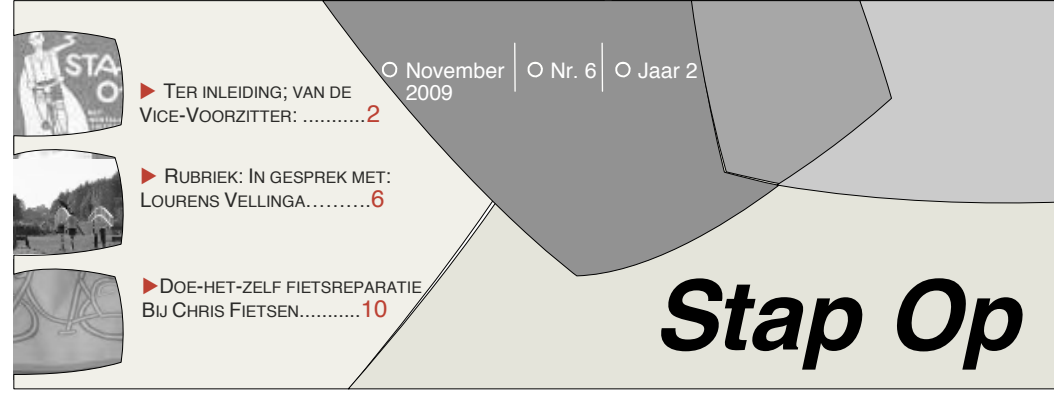 STA
O
▶ TER INLEIDING; VAN DE
VICE-VOORZITTER: ...........2
▶ RUBRIEK: IN GESPREK MET:
LOURENS VELLINGA..........6
▶DOE-HET-ZELF FIETSREPARATIE
BIJ CHRIS FIETSEN...........10
November 2009
Nr. 6
Jaar 2
Stap Op